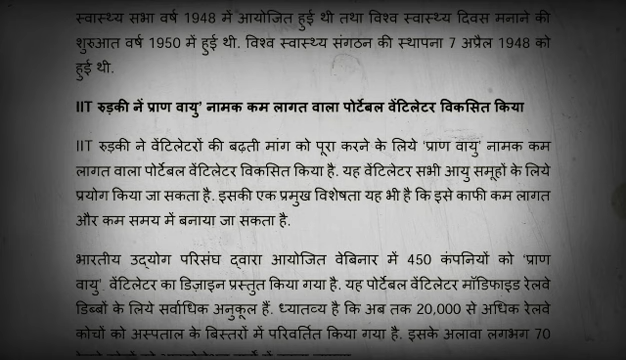 स्वास्थ्य सभा वर्ष 1948 में आयोजित हुई थी तथा विश्व स्वास्थ्य दिवस मनाने की
शुरुआत वर्ष 1950 में हुई थी. विश्व स्वास्थ्य संगठन की स्थापना 7 अप्रैल 1948 को
हुई थी.
IIT रुड़की नें प्राण वायु’ नामक कम लागत वाला पोर्टेबल वेंटिलेटर विकसित किया
IIT रुड़की ने वेंटिलेटरों की बढ़ती मांग को पूरा करने के लिये ‘प्राण वायु’ नामक कम
लागत वाला पोर्टेबल वेंटिलेटर विकसित किया है. यह वेंटिलेटर सभी आयु समूहों के लिये
प्रयोग किया जा सकता है. इसकी एक प्रमुख विशेषता यह भी है कि इसे काफी कम लागत
और कम समय में बनाया जा सकता है.
भारतीय उद्योग परिसंघ द्वारा आयोजित वेबिनार में 450 कंपनियों को ‘प्राण
वायु’. वेंटिलेटर का डिज़ाइन प्रस्तुत किया गया है. यह पोर्टेबल वेंटिलेटर मॉडिफाइड रेलवे
डिब्बों के लिये सर्वाधिक अनुकूल हैं. ध्यातव्य है कि अब तक 20,000 से अधिक रेलवे
कोचों को अस्पताल के बिस्तरों में परिवर्तित किया गया है. इसके अलावा लगभग 70